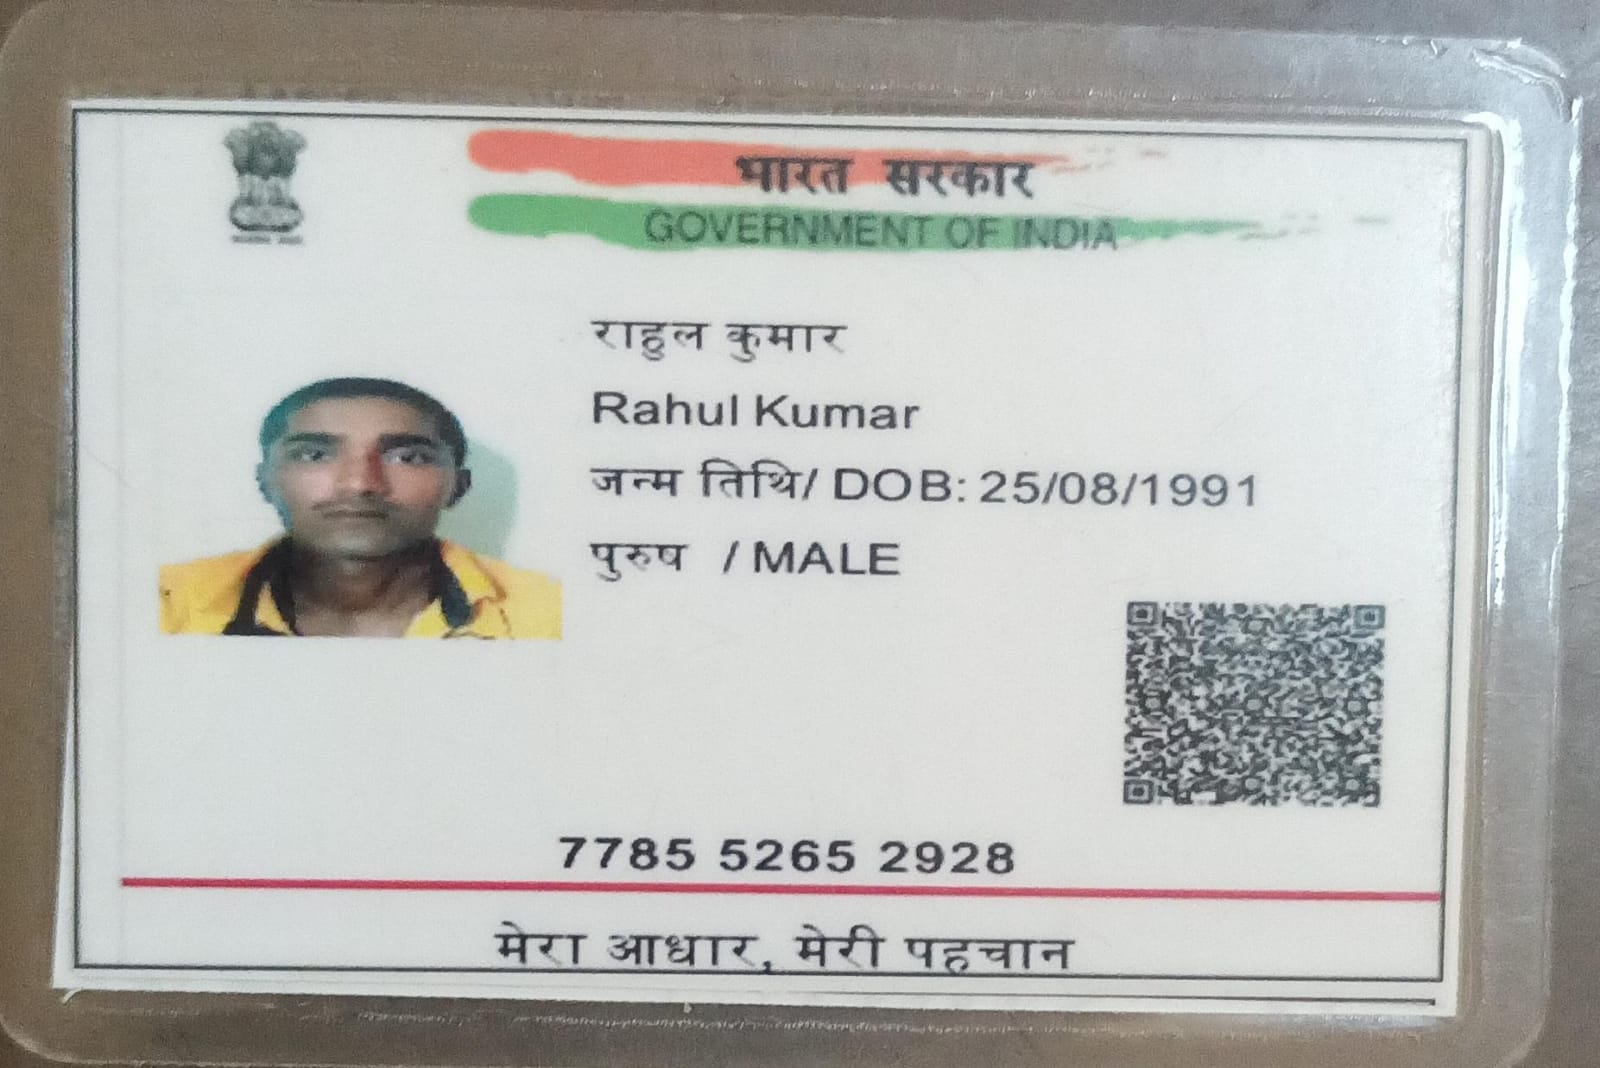 भारत सरकार
GOVERNMENT OF INDIA
राहुल कुमार
Rahul Kumar
जन्म तिथि/ DOB: 25/08/1991
पुरुष / MALE
7785 5265 2928
मेरा आधार, मेरी पहचान